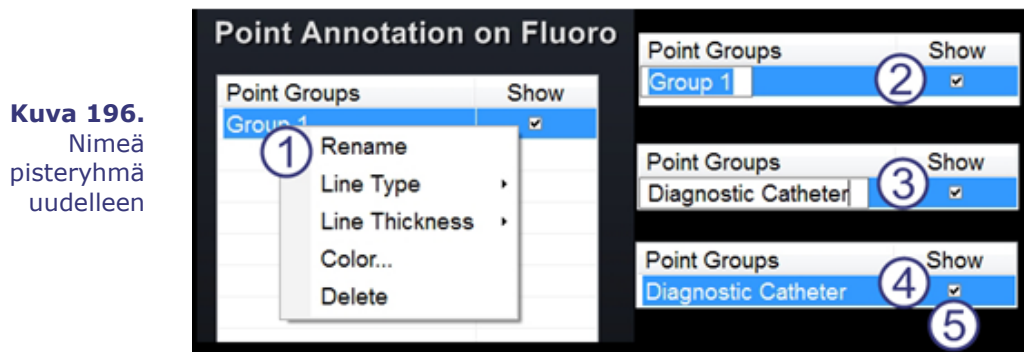 Kuva 196.
Nimeä
pisteryhmä
uudelleen
Point Annotation on Fluoro
Point Groups Show
Group 1
1
Rename
Line Type
Line Thickness
Color...
Delete
Point Groups Show
Group 1 2
Point Groups Show
Diagnostic Catheter 3
Point Groups Show
Diagnostic Catheter 4
5